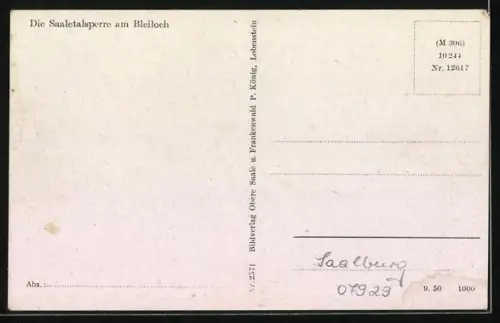 Die Saaletalsperre am Bleiloch
(M 306)
10244
Nr. 12617
Nr.2571 Bildverlag Obere Saale u. Frankenwald P. König, Lobenstein
Saalburg
07929
Abs.
9. 50 1000